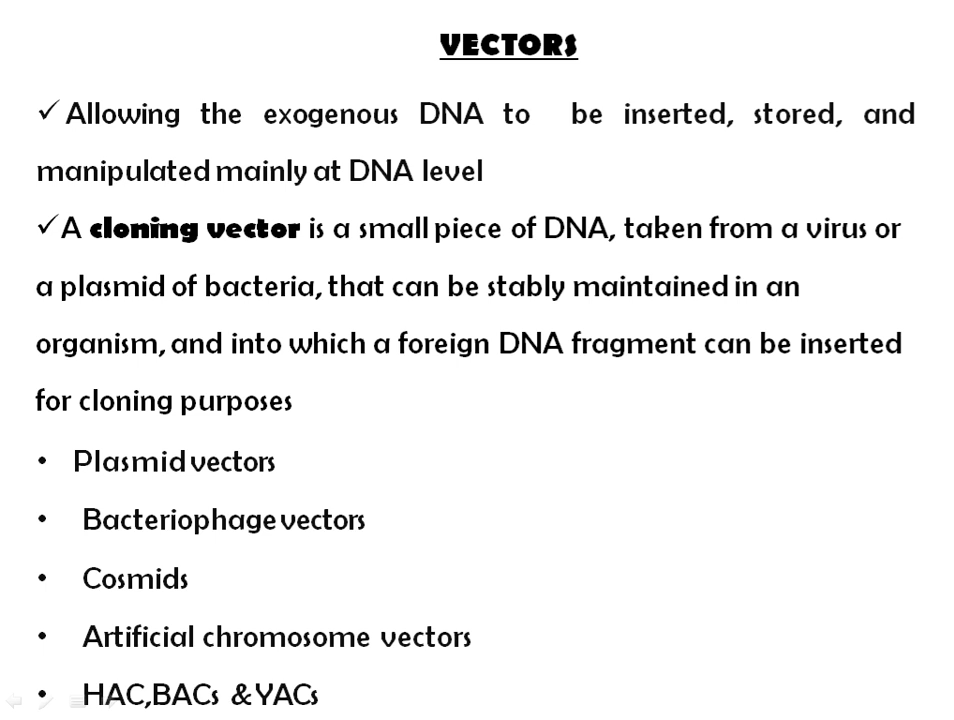 VECTORS
✓ Allowing the exogenous DNA to be inserted, stored, and
manipulated mainly at DNA level
✓ A cloning vector is a small piece of DNA, taken from a virus or
a plasmid of bacteria, that can be stably maintained in an
organism, and into which a foreign DNA fragment can be inserted
for cloning purposes
• Plasmid vectors
• Bacteriophage vectors
• Cosmids
• Artificial chromosome vectors
• HAC,BACs & YACs